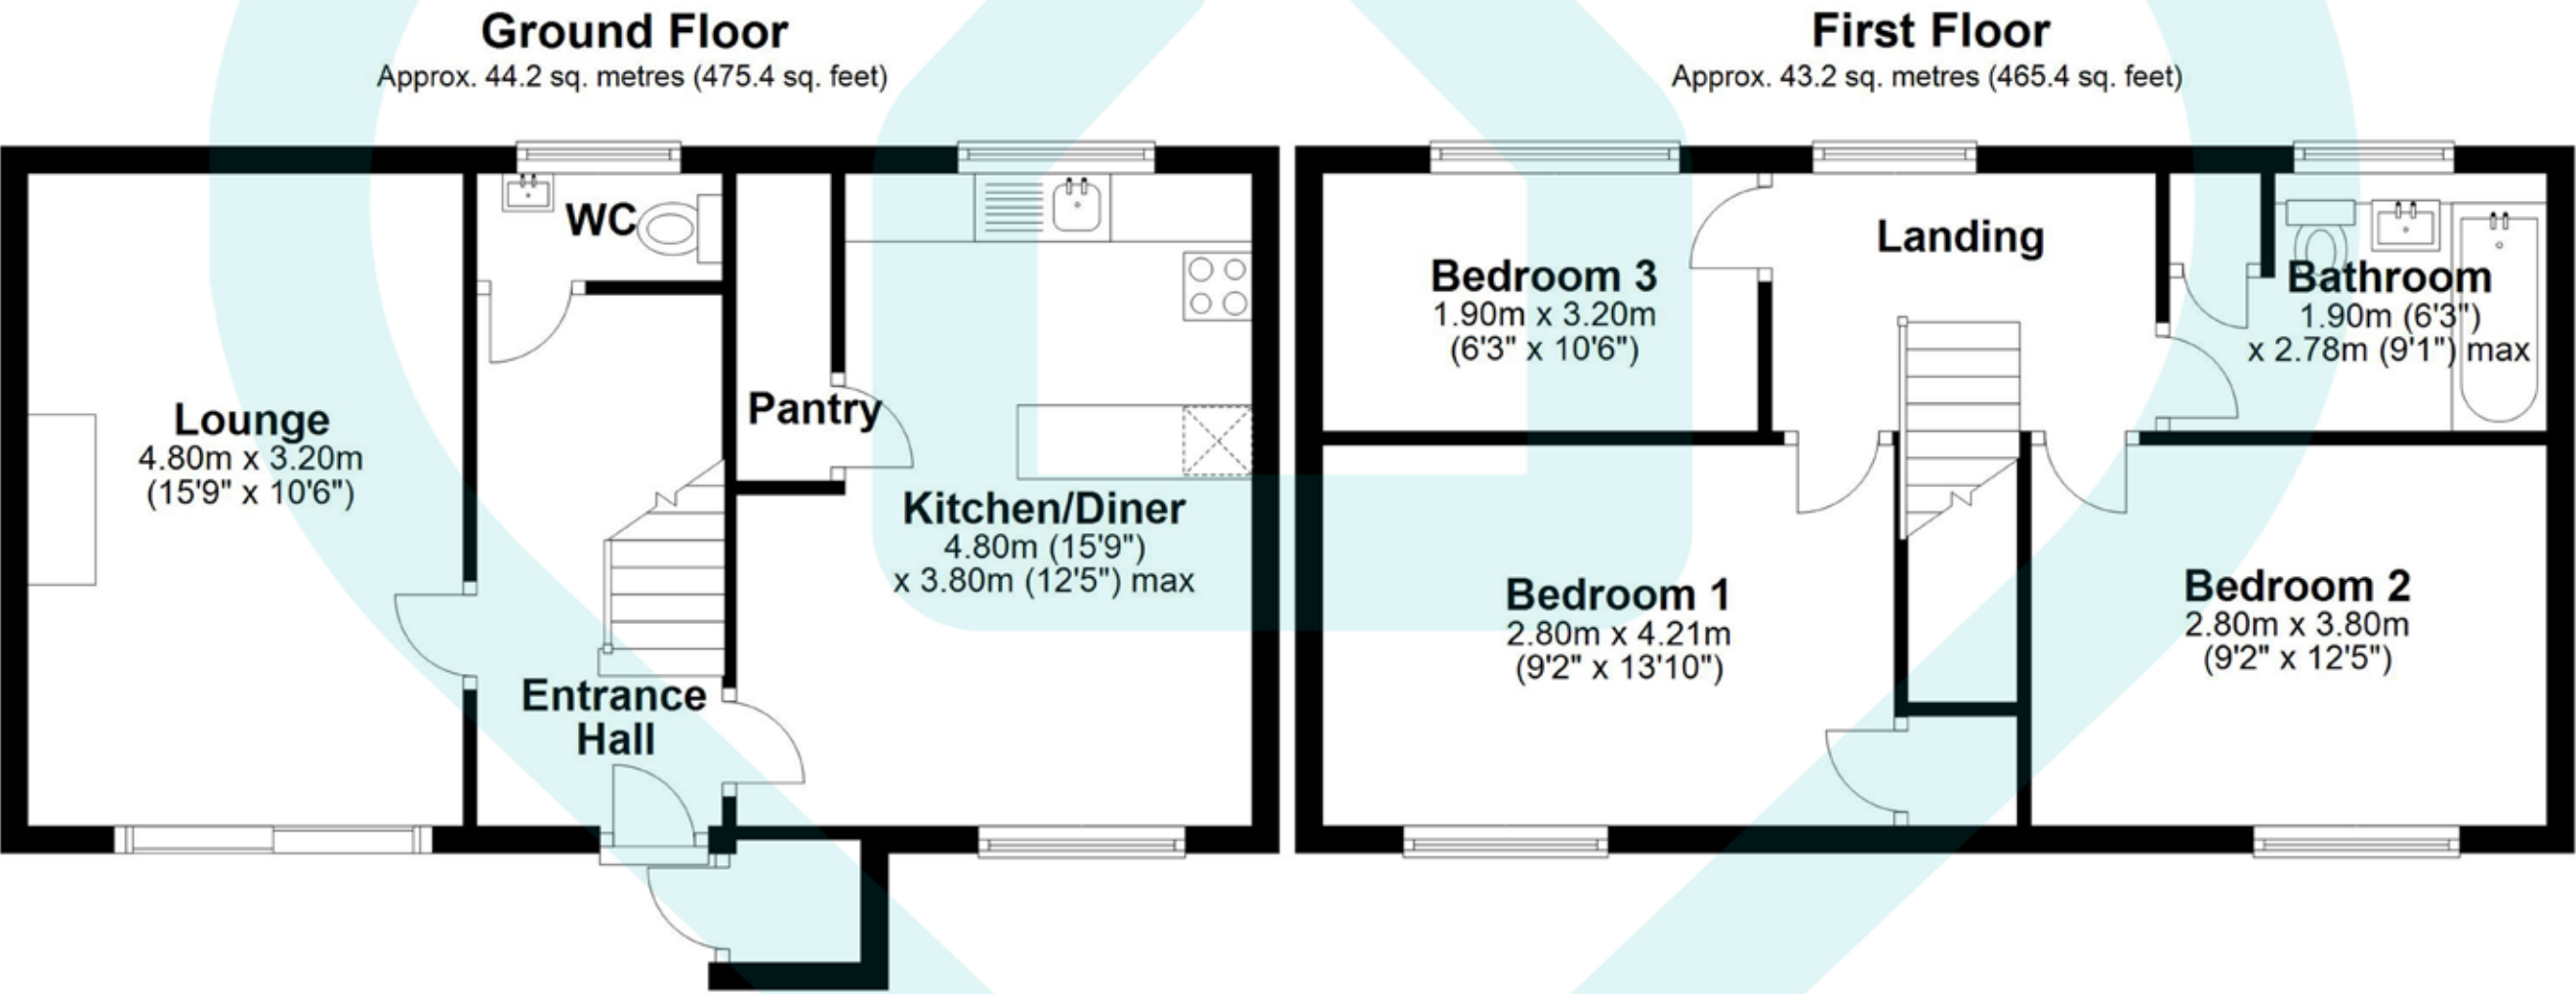 Ground Floor
Approx. 44.2 sq. metres (475.4 sq. feet)
WC
Lounge
4.80m x 3.20m
(15'9" x 10'6")
Pantry
Kitchen/Diner
4.80m (15'9")
x 3.80m (12'5") max
Entrance
Hall
First Floor
Approx. 43.2 sq. metres (465.4 sq. feet)
Landing
Bedroom 3
1.90m x 3.20m
(6'3" x 10'6")
Bathroom
1.90m (6'3")
x 2.78m (9'1") max
Bedroom 1
2.80m x 4.21m
(9'2" x 13'10")
Bedroom 2
2.80m x 3.80m
(9'2" x 12'5")